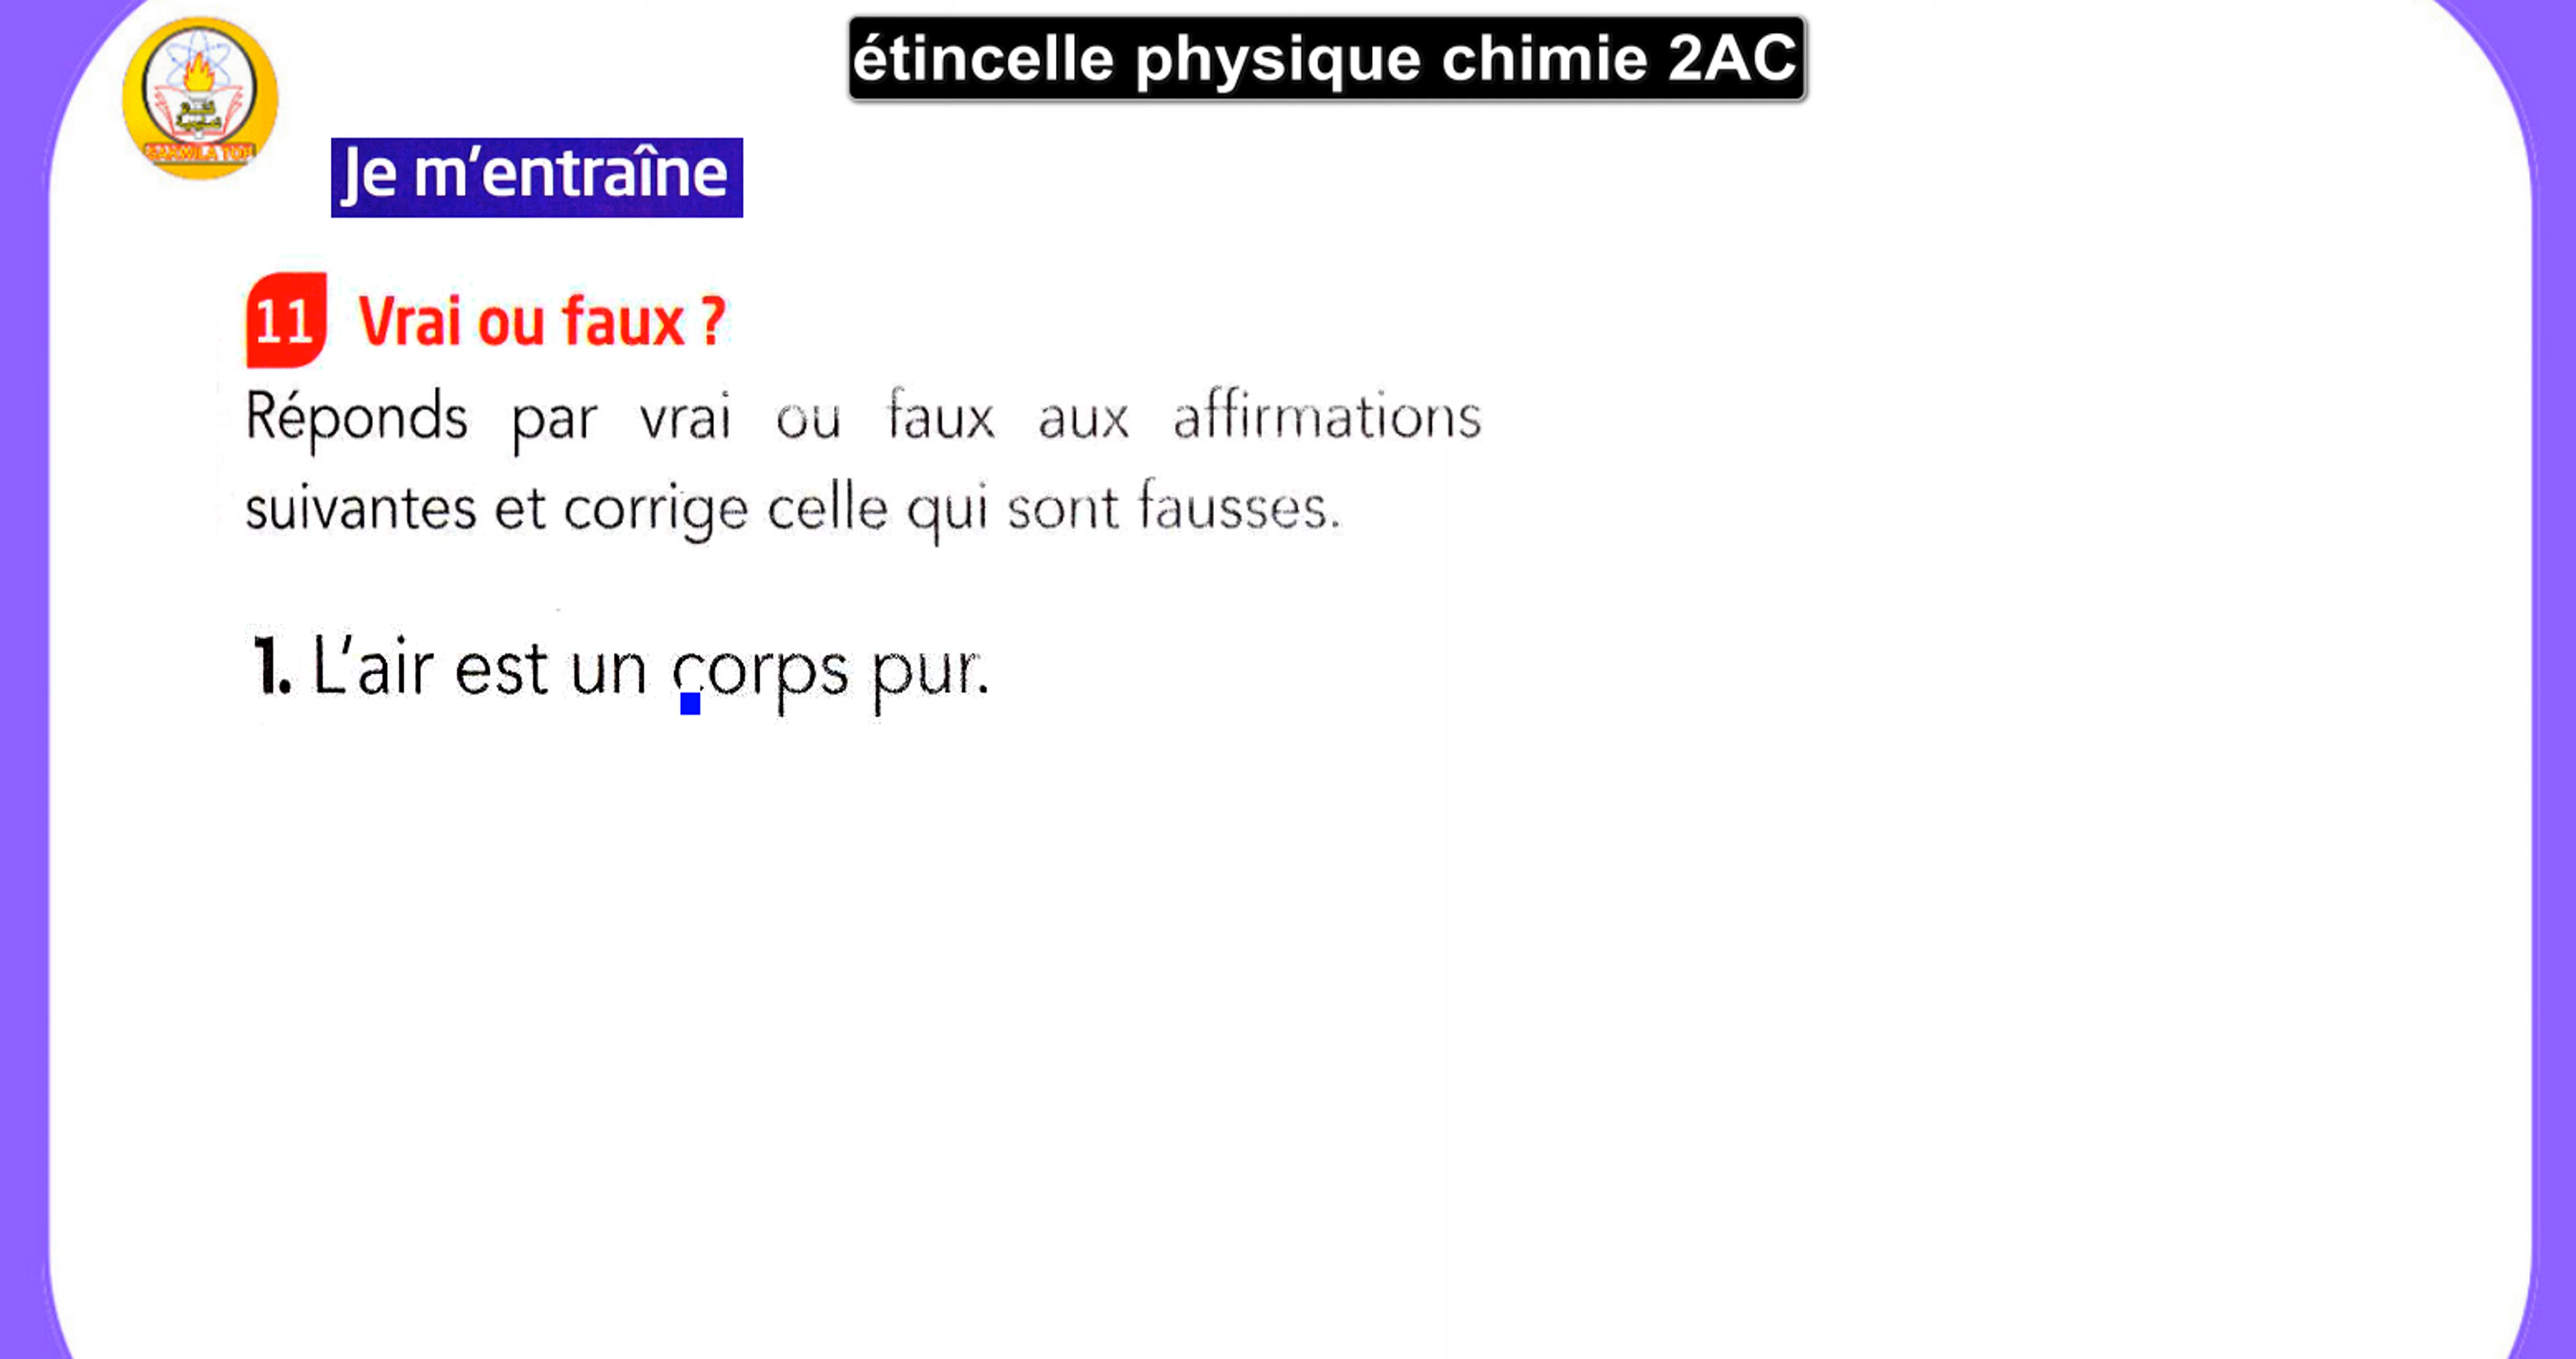 étincelle physique chimie 2AC
Je m'entraîne
11 Vrai ou faux ?
Réponds par vrai ou faux aux affirmations
suivantes et corrige celle qui sont fausses.
1. L'air est un corps pur.